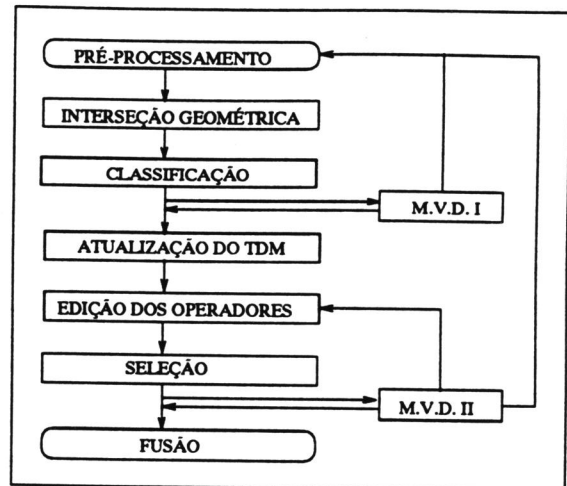 PRÉ-PROCESSAMENTO
INTERSEÇÃO GEOMÉTRICA
CLASSIFICAÇÃO
M.V.D. I
ATUALIZAÇÃO DO TDM
EDIÇÃO DOS OPERADORES
SELEÇÃO
M.V.D. II
FUSÃO